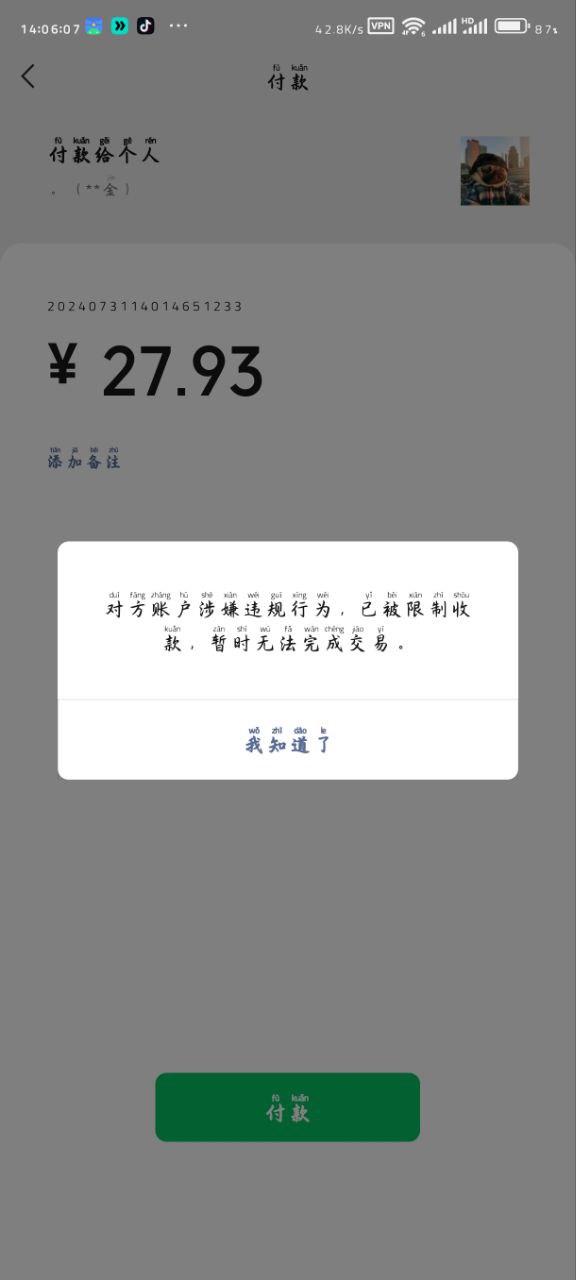 14:06:07 ··· 42.8K/s VPN HD 87%
fù kuǎn
付款
fù kuǎn gěi gè rén
付款给个人
。(**金)
2024073114014651233
¥ 27.93
tiān jiā bèi zhù
添加备注
duì fāng zhàng hù shè xián wéi guī xíng wéi yǐ bèi xiàn zhì shōu
对方账户涉嫌违规行为，已被限制收
kuǎn zàn shí wú fǎ wán chéng jiāo yì
款，暂时无法完成交易。
wǒ zhī dào le
我知道了
fù kuǎn
付款